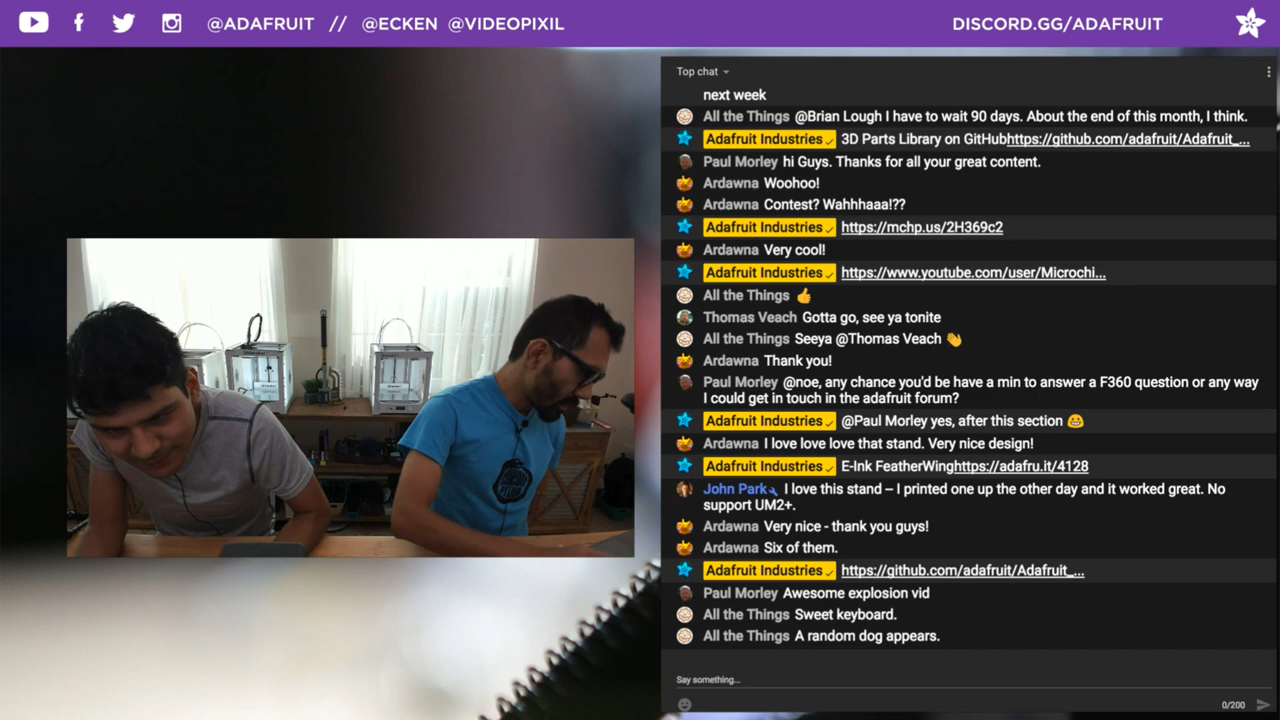 @ADAFRUIT // @ECKEN @VIDEOPIXIL
DISCORD.GG/ADAFRUIT
Top chat
next week
All the Things @Brian Lough I have to wait 90 days. About the end of this month, I think.
Adafruit Industries 3D Parts Library on GitHubhttps://github.com/adafruit/Adafruit_...
Paul Morley hi Guys. Thanks for all your great content.
Ardawna Woohoo!
Ardawna Contest? Wahhhaaa!??
Adafruit Industries https://mchp.us/2H369c2
Ardawna Very cool!
Adafruit Industries https://www.youtube.com/user/Microchi...
All the Things 👍
Thomas Veach Gotta go, see ya tonite
All the Things Seeya @Thomas Veach 👋
Ardawna Thank you!
Paul Morley @noe, any chance you'd be have a min to answer a F360 question or any way
I could get in touch in the adafruit forum?
Adafruit Industries @Paul Morley yes, after this section 😁
Ardawna I love love love that stand. Very nice design!
Adafruit Industries E-Ink FeatherWinghttps://adafru.it/4128
John Park I love this stand – I printed one up the other day and it worked great. No
support UM2+.
Ardawna Very nice - thank you guys!
Ardawna Six of them.
Adafruit Industries https://github.com/adafruit/Adafruit_...
Paul Morley Awesome explosion vid
All the Things Sweet keyboard.
All the Things A random dog appears.
Say something...
0/200